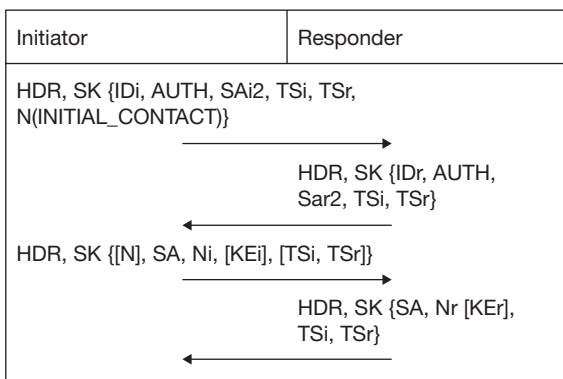 Initiator
Responder
HDR, SK {IDi, AUTH, SAi2, TSi, TSr,
N(INITIAL_CONTACT)}
HDR, SK {IDr, AUTH,
Sar2, TSi, TSr}
HDR, SK {[N], SA, Ni, [KEi], [TSi, TSr]}
HDR, SK {SA, Nr [KEr],
TSi, TSr}